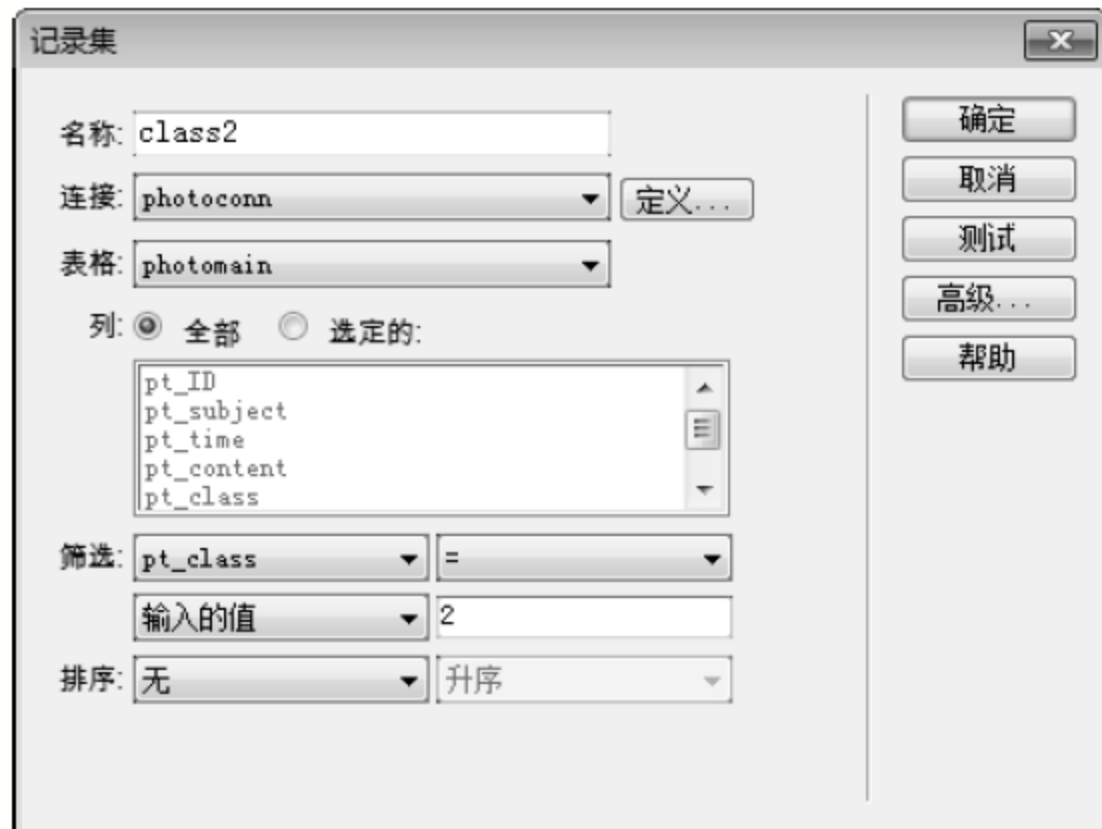 记录集
名称: class2
连接: photoconn 定义...
表格: photomain
列: 全部 选定的:
pt_ID
pt_subject
pt_time
pt_content
pt_class
筛选: pt_class =
输入的值 2
排序: 无 升序
确定
取消
测试
高级...
帮助